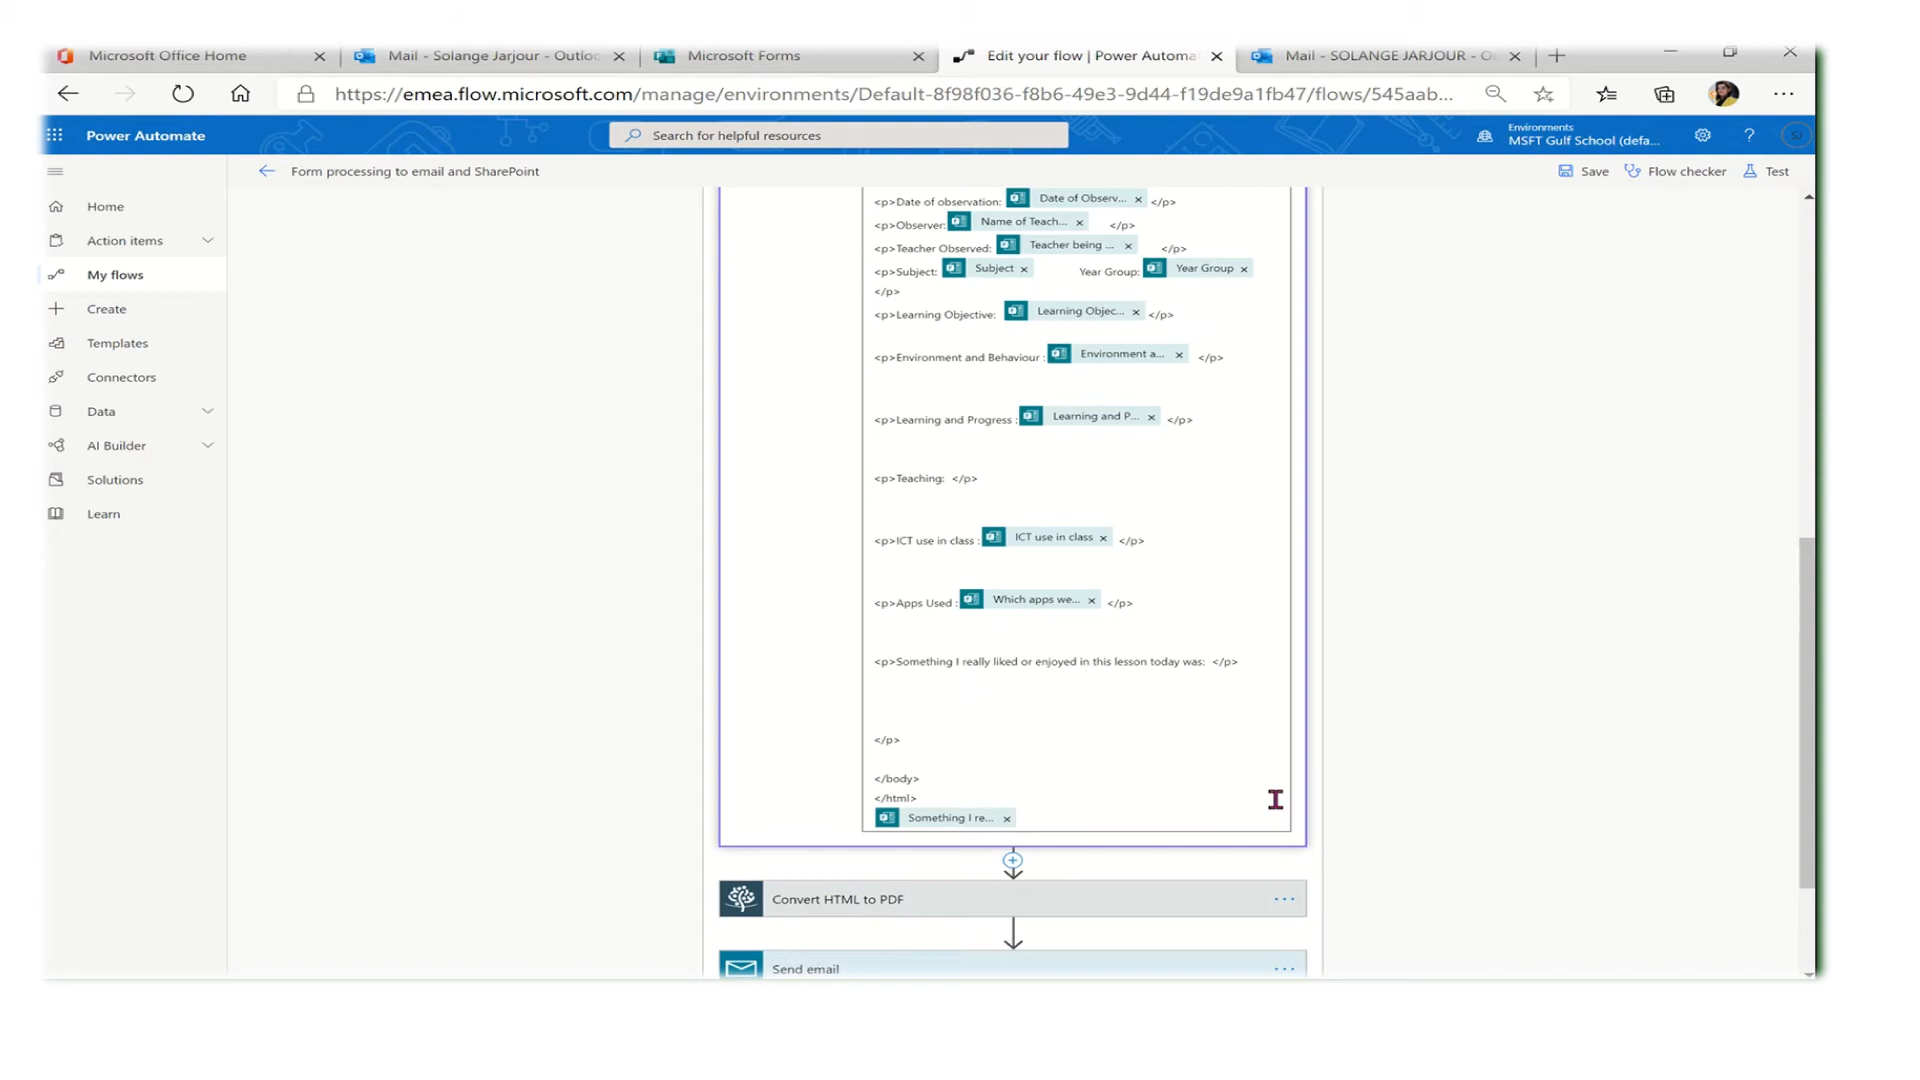 Microsoft Office Home
Mail - Solange Jarjour - Outloo
Microsoft Forms
Edit your flow | Power Automa
Mail - SOLANGE JARJOUR - O
https://emea.flow.microsoft.com/manage/environments/Default-8f98f036-f8b6-49e3-9d44-f19de9a1fb47/flows/545aab...
Power Automate
Search for helpful resources
Environments
MSFT Gulf School (defa...
SJ
Form processing to email and SharePoint
Save
Flow checker
Test
Home
Action items
My flows
Create
Templates
Connectors
Data
AI Builder
Solutions
Learn
<p>Date of observation: Date of Observ... × </p>
<p>Observer: Name of Teach... × </p>
<p>Teacher Observed: Teacher being ... × </p>
<p>Subject: Subject × Year Group: Year Group ×
</p>
<p>Learning Objective: Learning Objec... × </p>
<p>Environment and Behaviour : Environment a... × </p>
<p>Learning and Progress : Learning and P... × </p>
<p>Teaching: </p>
<p>ICT use in class : ICT use in class × </p>
<p>Apps Used : Which apps we... × </p>
<p>Something I really liked or enjoyed in this lesson today was: </p>
</p>
</body>
</html>
Something I re... ×
Convert HTML to PDF
Send email